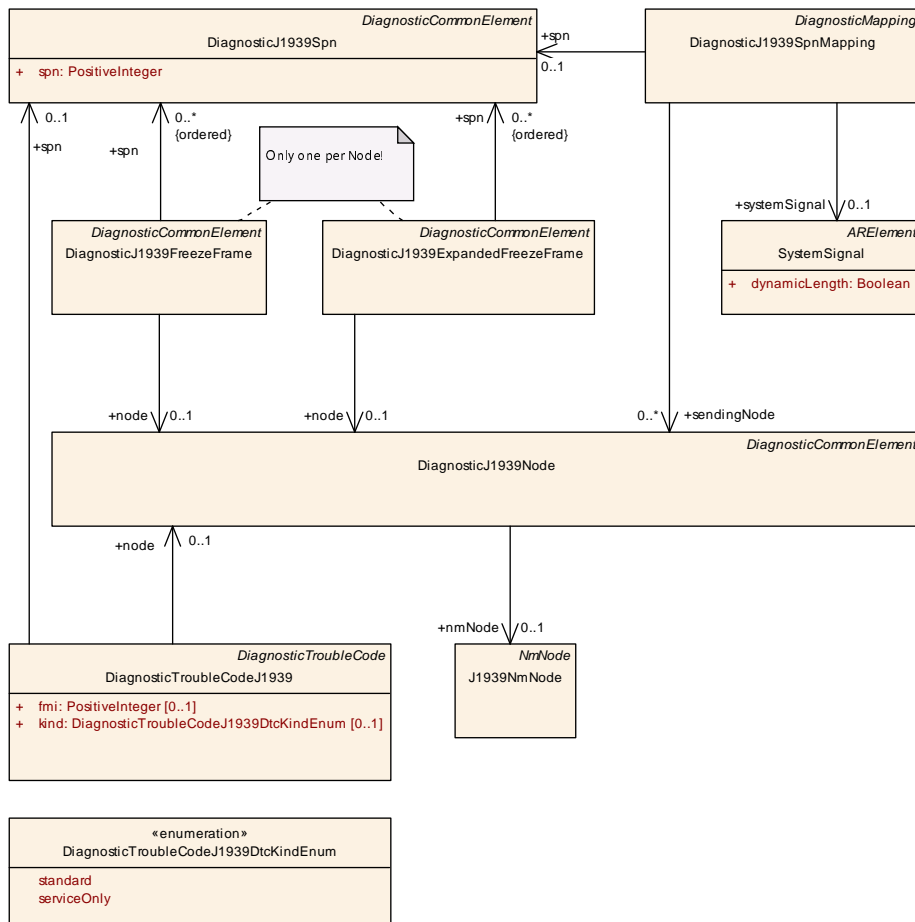 DiagnosticCommonElement
DiagnosticJ1939Spn
+ spn: PositiveInteger
DiagnosticMapping
DiagnosticJ1939SpnMapping
+spn
0..1
0..1
+spn
0..*
{ordered}
+spn
+spn
0..*
{ordered}
Only one per Node!
+systemSignal
0..1
DiagnosticCommonElement
DiagnosticJ1939FreezeFrame
DiagnosticCommonElement
DiagnosticJ1939ExpandedFreezeFrame
ARElement
SystemSignal
+ dynamicLength: Boolean
+node
0..1
+node
0..1
0..*
+sendingNode
DiagnosticCommonElement
DiagnosticJ1939Node
+node
0..1
+nmNode
0..1
DiagnosticTroubleCode
DiagnosticTroubleCodeJ1939
+ fmi: PositiveInteger [0..1]
+ kind: DiagnosticTroubleCodeJ1939DtcKindEnum [0..1]
NmNode
J1939NmNode
«enumeration»
DiagnosticTroubleCodeJ1939DtcKindEnum
standard
serviceOnly